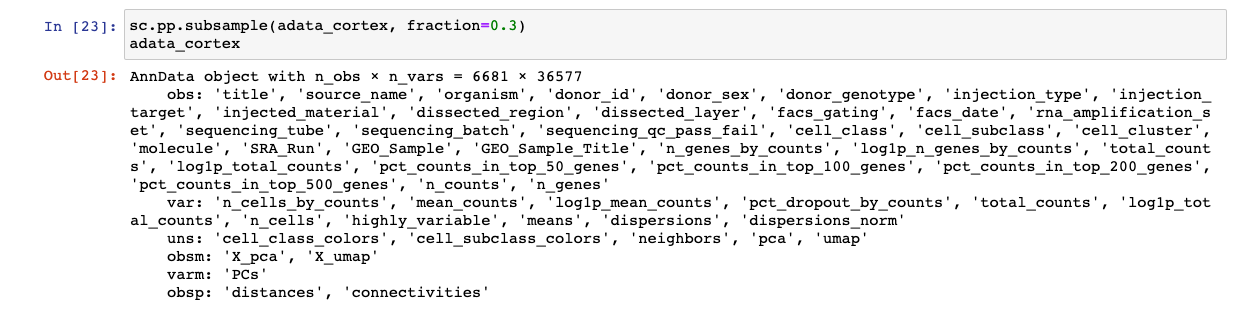 In [23]: sc.pp.subsample(adata_cortex, fraction=0.3)
adata_cortex
Out[23]: AnnData object with n_obs × n_vars = 6681 × 36577
obs: 'title', 'source_name', 'organism', 'donor_id', 'donor_sex', 'donor_genotype', 'injection_type', 'injection_
target', 'injected_material', 'dissected_region', 'dissected_layer', 'facs_gating', 'facs_date', 'rna_amplification_s
et', 'sequencing_tube', 'sequencing_batch', 'sequencing_qc_pass_fail', 'cell_class', 'cell_subclass', 'cell_cluster',
'molecule', 'SRA_Run', 'GEO_Sample', 'GEO_Sample_Title', 'n_genes_by_counts', 'log1p_n_genes_by_counts', 'total_count
s', 'log1p_total_counts', 'pct_counts_in_top_50_genes', 'pct_counts_in_top_100_genes', 'pct_counts_in_top_200_genes',
'pct_counts_in_top_500_genes', 'n_counts', 'n_genes'
var: 'n_cells_by_counts', 'mean_counts', 'log1p_mean_counts', 'pct_dropout_by_counts', 'total_counts', 'log1p_tot
al_counts', 'n_cells', 'highly_variable', 'means', 'dispersions', 'dispersions_norm'
uns: 'cell_class_colors', 'cell_subclass_colors', 'neighbors', 'pca', 'umap'
obsm: 'X_pca', 'X_umap'
varm: 'PCs'
obsp: 'distances', 'connectivities'